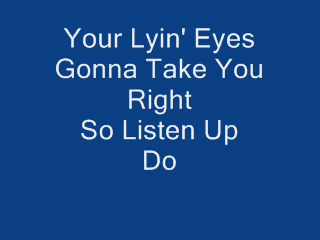 Your Lyin' Eyes
Gonna Take You
Right
So Listen Up
Do